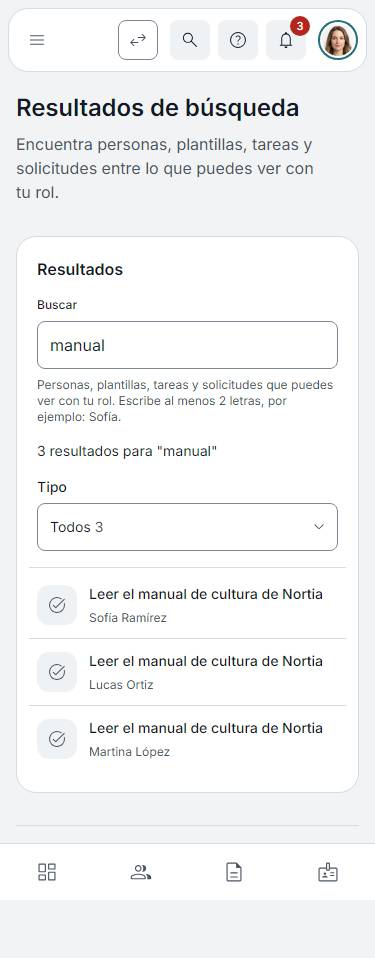 3
Resultados de búsqueda
Encuentra personas, plantillas, tareas y
solicitudes entre lo que puedes ver con
tu rol.
Resultados
Buscar
manual
Personas, plantillas, tareas y solicitudes que puedes
ver con tu rol. Escribe al menos 2 letras, por
ejemplo: Sofía.
3 resultados para "manual"
Tipo
Todos 3
Leer el manual de cultura de Nortia
Sofía Ramírez
Leer el manual de cultura de Nortia
Lucas Ortiz
Leer el manual de cultura de Nortia
Martina López